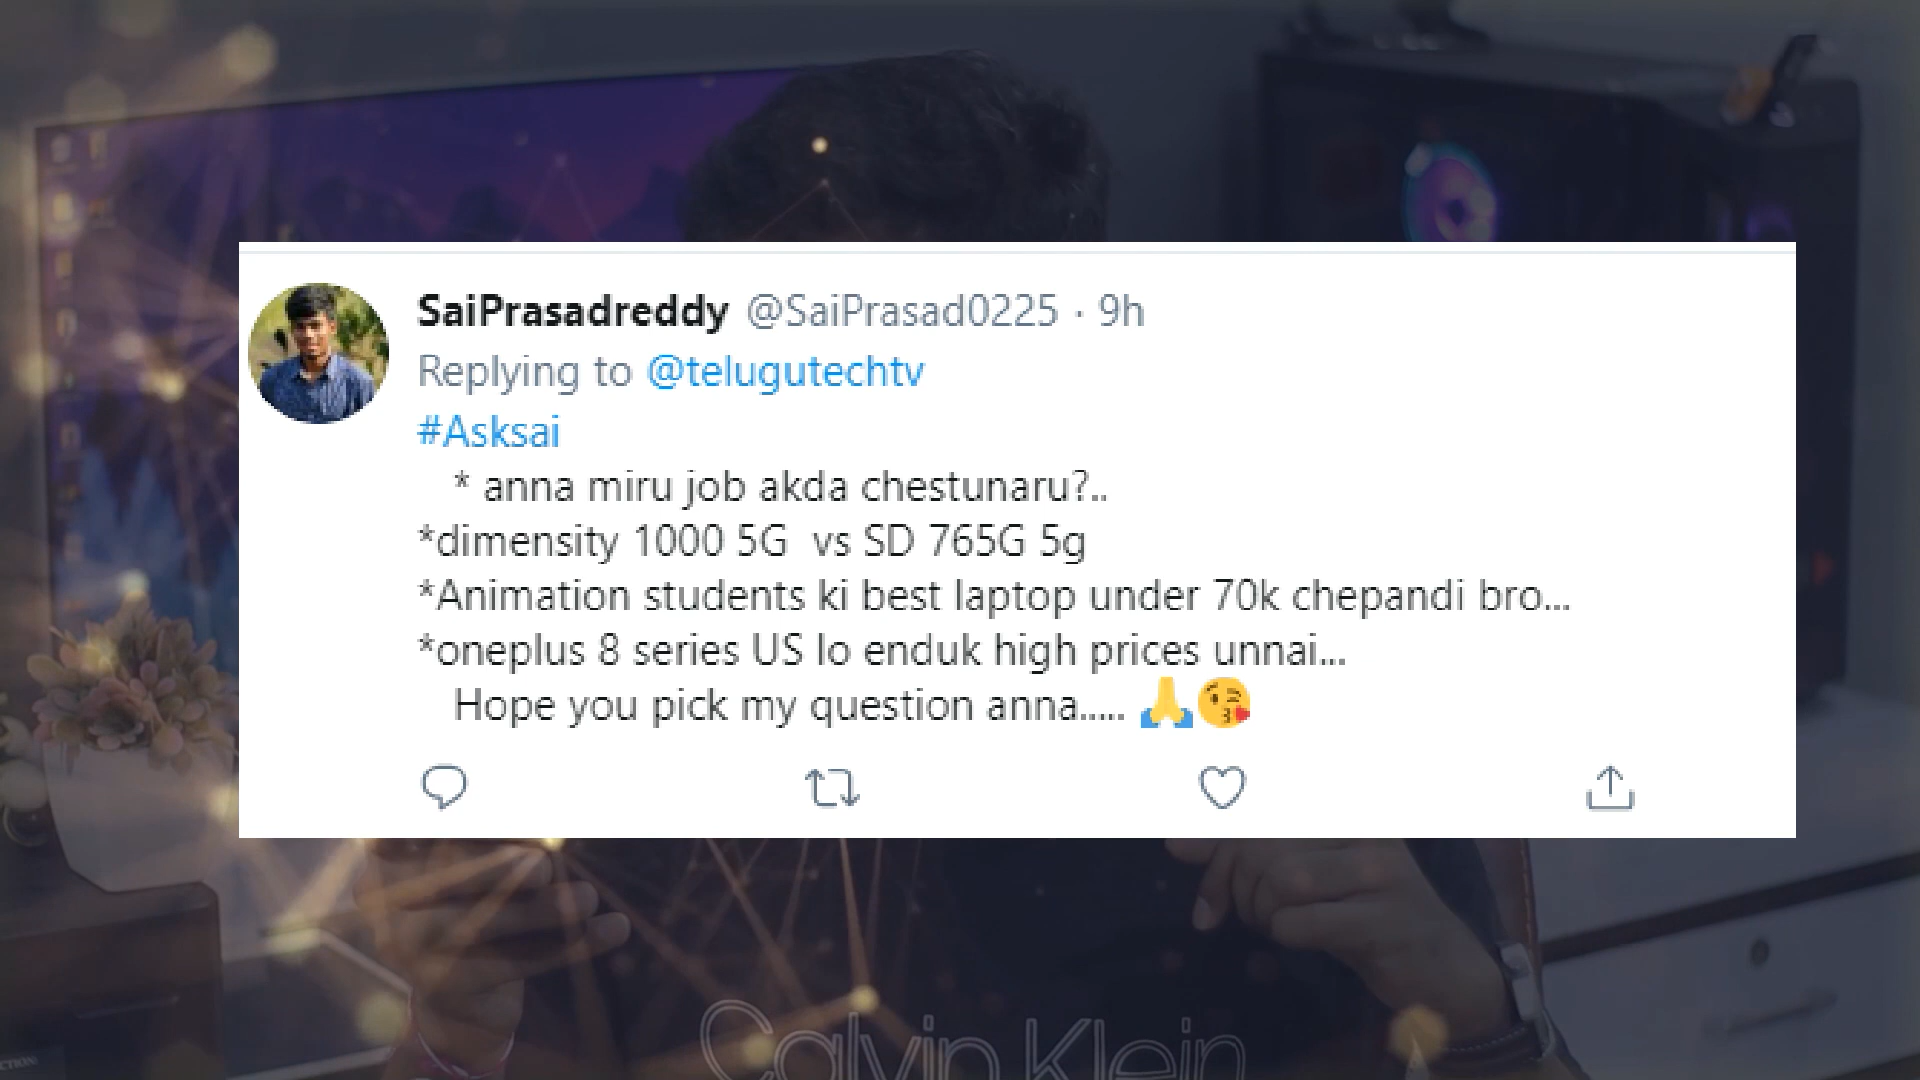 SaiPrasadreddy @SaiPrasad0225 · 9h
Replying to @telugutechtv
#Asksai
* anna miru job akda chestunaru?..
*dimensity 1000 5G vs SD 765G 5g
*Animation students ki best laptop under 70k chepandi bro...
*oneplus 8 series US lo enduk high prices unnai...
Hope you pick my question anna..... 🙏😘
Calvin Klein